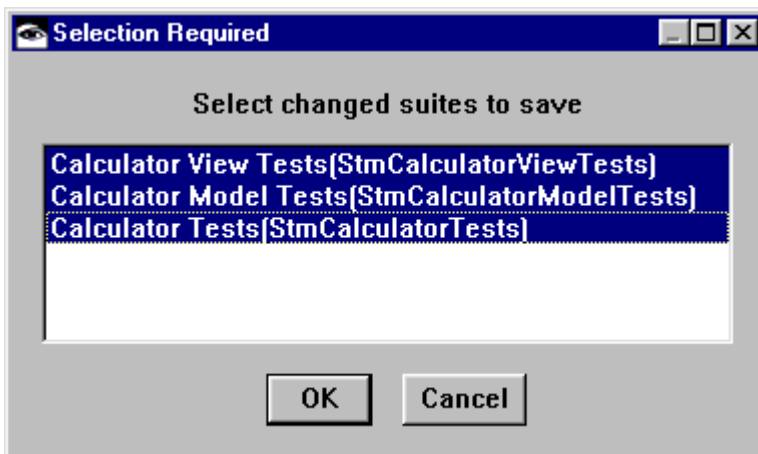 Selection Required
Select changed suites to save
Calculator View Tests(StmCalculatorViewTests)
Calculator Model Tests(StmCalculatorModelTests)
Calculator Tests(StmCalculatorTests)
OK Cancel